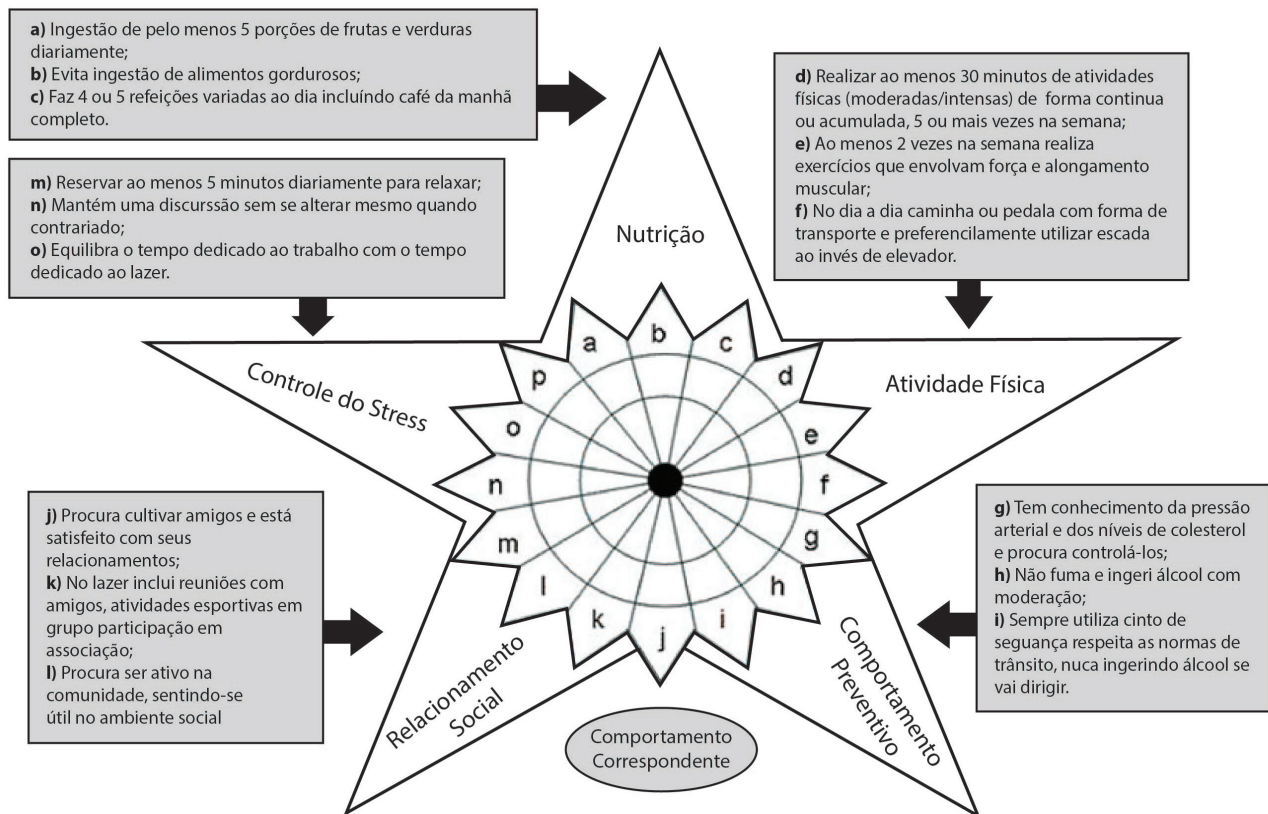 a) Ingestão de pelo menos 5 porções de frutas e verduras
diariamente;
b) Evita ingestão de alimentos gordurosos;
c) Faz 4 ou 5 refeições variadas ao dia incluíndo café da manhã
completo.
d) Realizar ao menos 30 minutos de atividades
físicas (moderadas/intensas) de forma continua
ou acumulada, 5 ou mais vezes na semana;
e) Ao menos 2 vezes na semana realiza
exercícios que envolvam força e alongamento
muscular;
f) No dia a dia caminha ou pedala com forma de
transporte e preferencilamente utilizar escada
ao invés de elevador.
m) Reservar ao menos 5 minutos diariamente para relaxar;
n) Mantém uma discurssão sem se alterar mesmo quando
contrariado;
o) Equilibra o tempo dedicado ao trabalho com o tempo
dedicado ao lazer.
Nutrição
Controle do Stress
Atividade Física
a
b
c
d
e
f
g
h
i
j
k
l
m
n
o
p
j) Procura cultivar amigos e está
satisfeito com seus
relacionamentos;
k) No lazer inclui reuniões com
amigos, atividades esportivas em
grupo participação em
associação;
l) Procura ser ativo na
comunidade, sentindo-se
útil no ambiente social
g) Tem conhecimento da pressão
arterial e dos níveis de colesterol
e procura controlá-los;
h) Não fuma e ingeri álcool com
moderação;
i) Sempre utiliza cinto de
segurança respeita as normas de
trânsito, nuca ingerindo álcool se
vai dirigir.
Relacionamento
Social
Comportamento
Preventivo
Comportamento
Correspondente